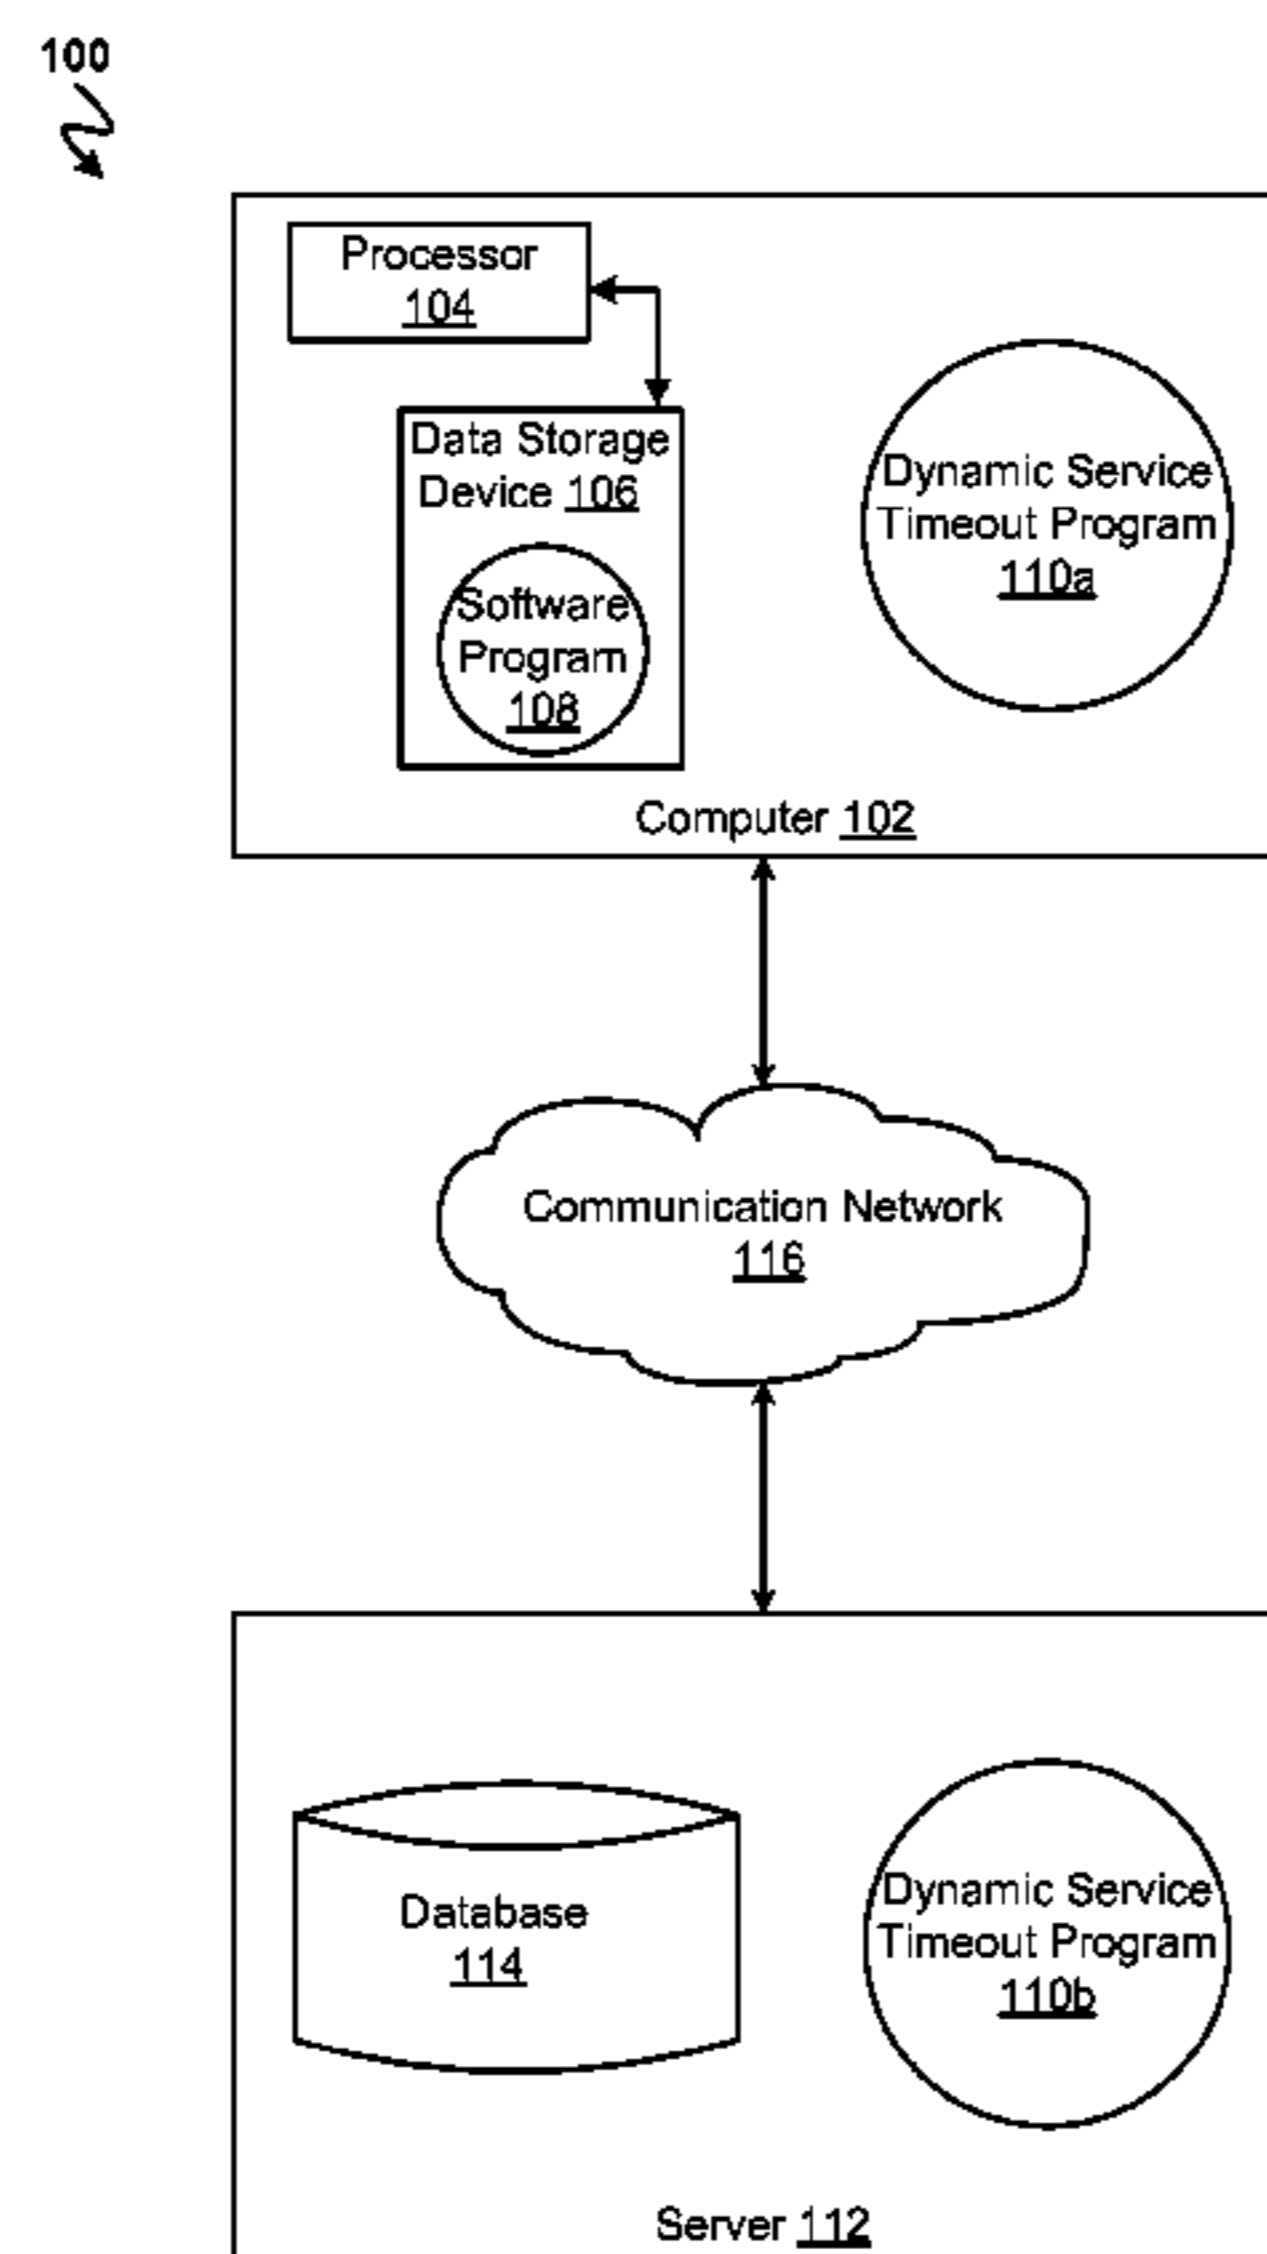 100
Processor
104
Data Storage
Device 106
Software
Program
108
Dynamic Service
Timeout Program
110a
Computer 102
Communication Network
116
Database
114
Dynamic Service
Timeout Program
110b
Server 112